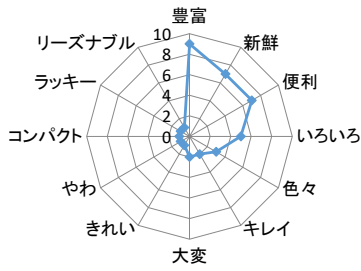 豊富
新鮮
便利
いろいろ
色々
キレイ
大変
きれい
やわ
コンパクト
ラッキー
リーズナブル
10
8
6
4
2
0